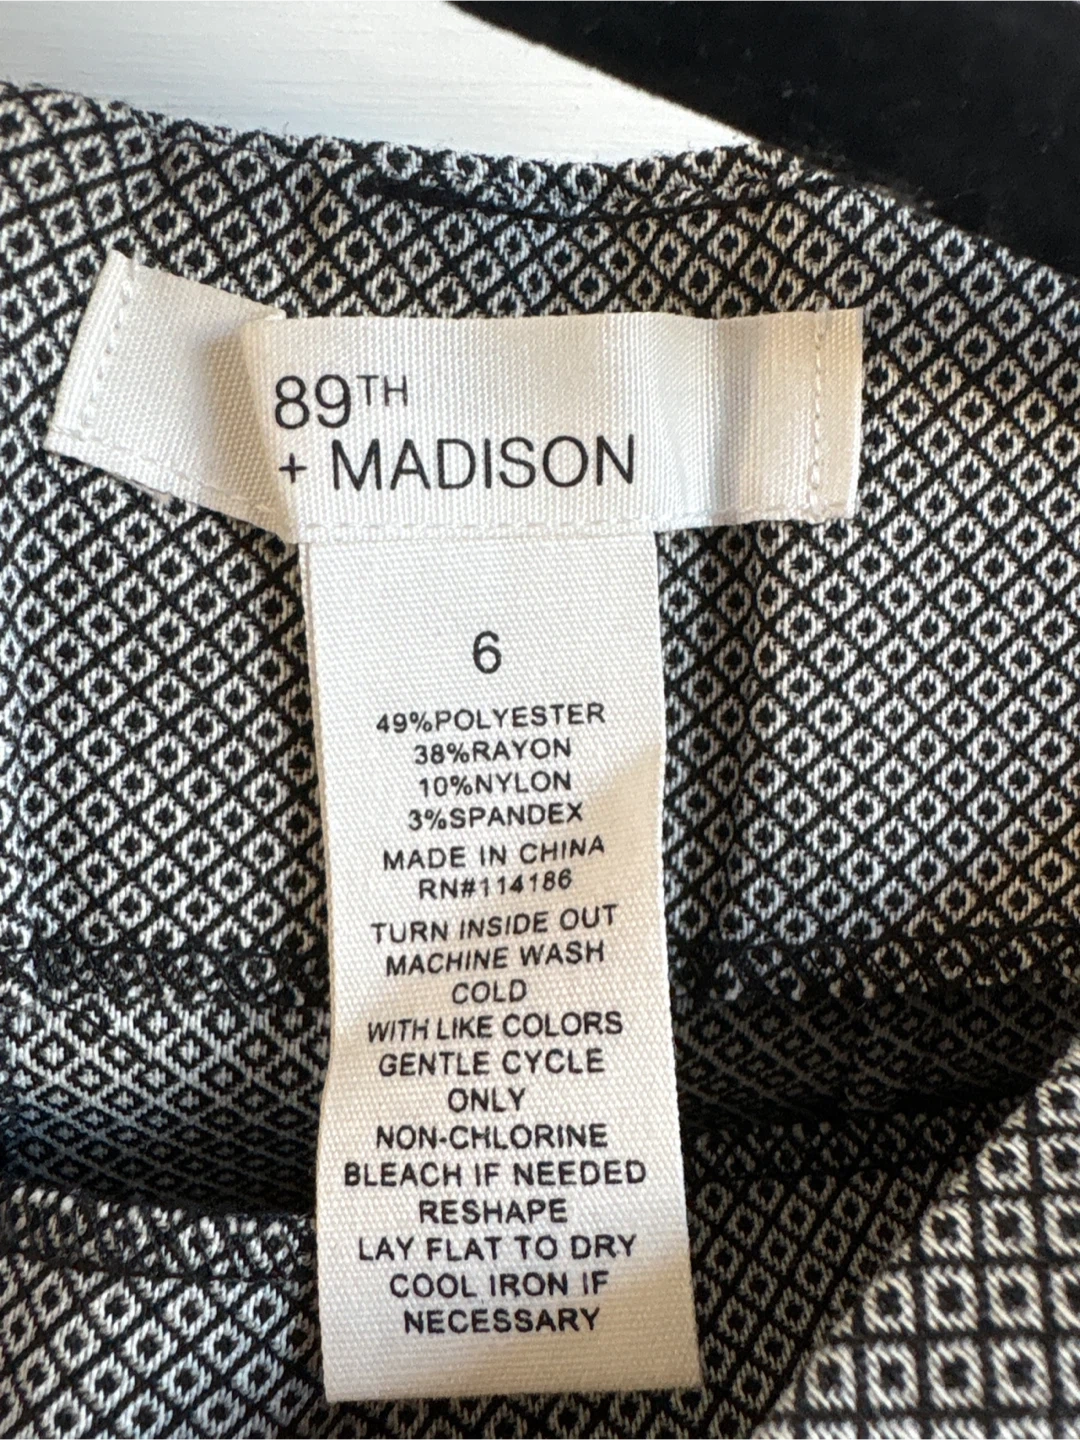 89TH
+ MADISON
6
49%POLYESTER
38%RAYON
10%NYLON
3%SPANDEX
MADE IN CHINA
RN#114186
TURN INSIDE OUT
MACHINE WASH
COLD
WITH LIKE COLORS
GENTLE CYCLE
ONLY
NON-CHLORINE
BLEACH IF NEEDED
RESHAPE
LAY FLAT TO DRY
COOL IRON IF
NECESSARY